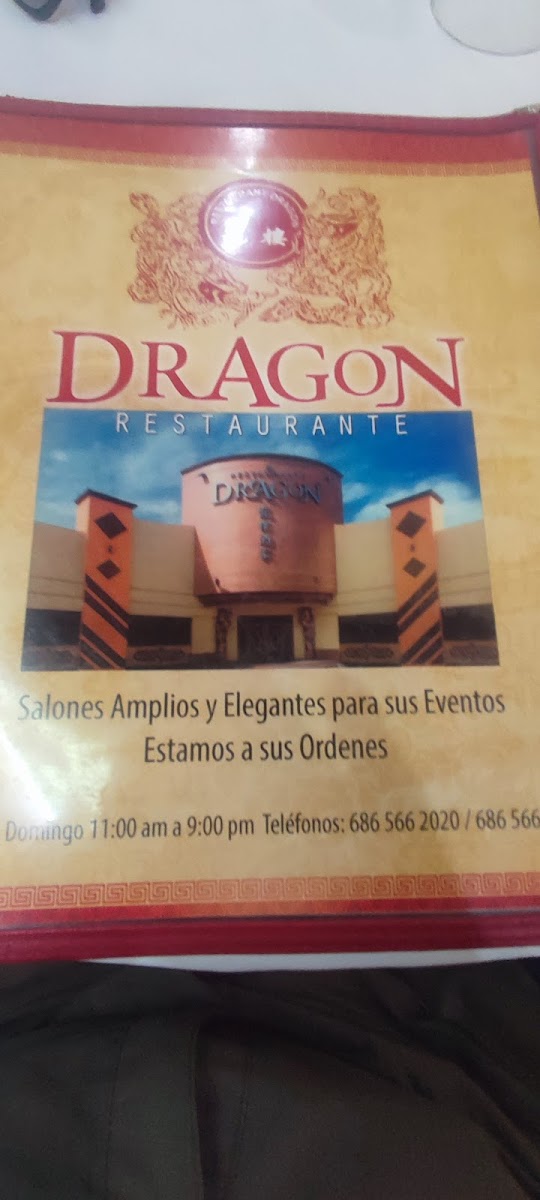 樓
DRAGON
RESTAURANTE
DRAGON
Salones Amplios y Elegantes para sus Eventos
Estamos a sus Ordenes
Domingo 11:00 am a 9:00 pm Teléfonos: 686 566 2020 / 686 566